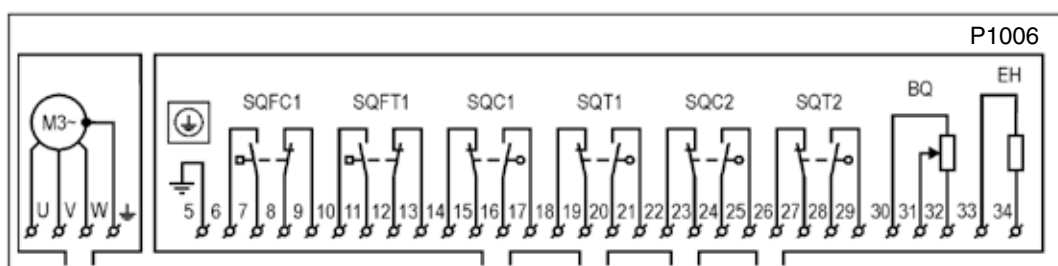 P1006
SQFC1 SQFT1 SQC1 SQT1 SQC2 SQT2 BQ EH
M3~
U V W 5 6 7 8 9 10 11 12 13 14 15 16 17 18 19 20 21 22 23 24 25 26 27 28 29 30 31 32 33 34